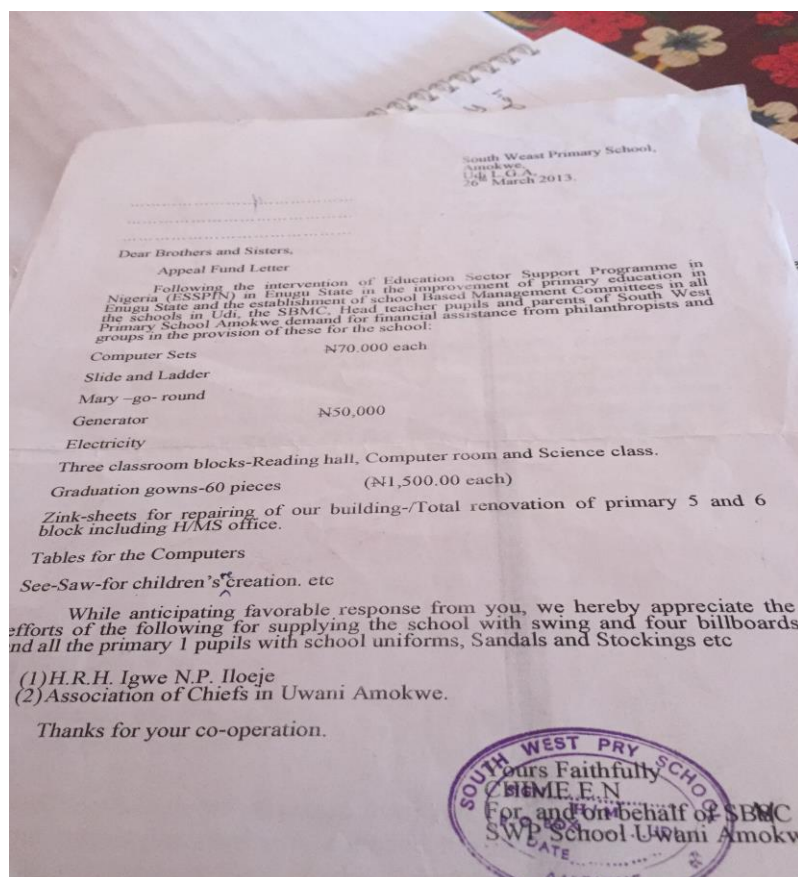 South Weast Primary School,
Amokwe,
Udi L.G.A,
26th March 2013.
Dear Brothers and Sisters,
Appeal Fund Letter
Following the intervention of Education Sector Support Programme in
Nigeria (ESSPIN) in Enugu State in the improvement of primary education in
Enugu State and the establishment of school Based Management Committees in all
the schools in Udi, the SBMC, Head teacher pupils and parents of South West
Primary School Amokwe demand for financial assistance from philanthropists and
groups in the provision of these for the school:
Computer Sets ₦70.000 each
Slide and Ladder
Mary –go- round
Generator ₦50,000
Electricity
Three classroom blocks-Reading hall, Computer room and Science class.
Graduation gowns-60 pieces (₦1,500.00 each)
Zink-sheets for repairing of our building-/Total renovation of primary 5 and 6
block including H/MS office.
Tables for the Computers
See-Saw-for children's recreation. etc
While anticipating favorable response from you, we hereby appreciate the
efforts of the following for supplying the school with swing and four billboards
nd all the primary 1 pupils with school uniforms, Sandals and Stockings etc
(1)H.R.H. Igwe N.P. Iloeje
(2)Association of Chiefs in Uwani Amokwe.
Thanks for your co-operation.
SOUTH WEST PRY SCHOOL
Yours Faithfully
CHIME E.N
For, and on behalf of SBMC
SWP School Uwani Amokw
DATE